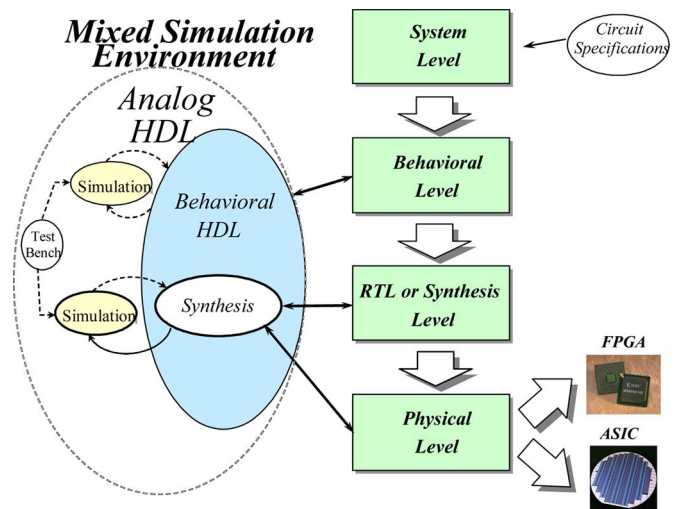 Mixed Simulation
Environment
Analog
HDL
Simulation
Behavioral
HDL
Test
Bench
Simulation
Synthesis
System
Level
Circuit
Specifications
Behavioral
Level
RTL or Synthesis
Level
Physical
Level
FPGA
ASIC